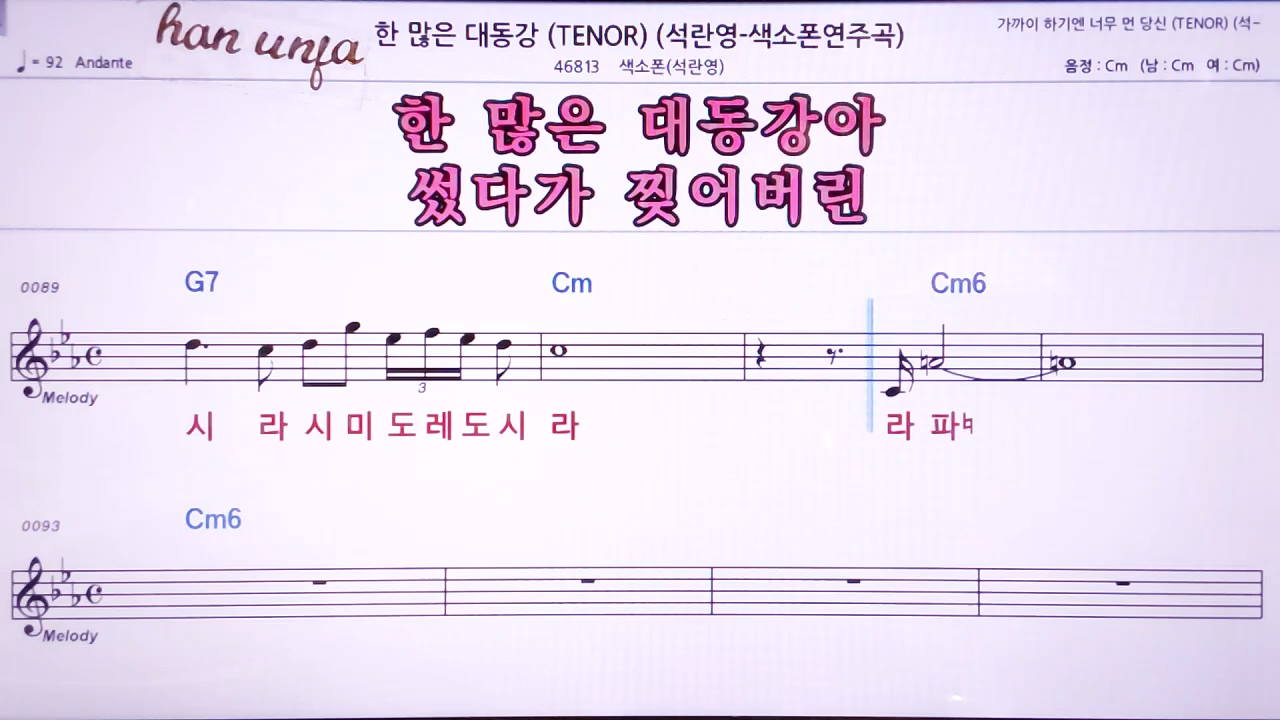 han unfa
한 많은 대동강 (TENOR) (석란영-색소폰연주곡)
가까이 하기엔 너무 먼 당신 (TENOR) (석-
♩ = 92 Andante
46813 색소폰(석란영)
음정 : Cm (남 : Cm 여 : Cm)
한 많은 대동강아
썼다가 찢어버린
0089 G7 Cm Cm6
3
Melody
시 라 시 미 도 레 도 시 라 라 파♮
0093 Cm6
Melody